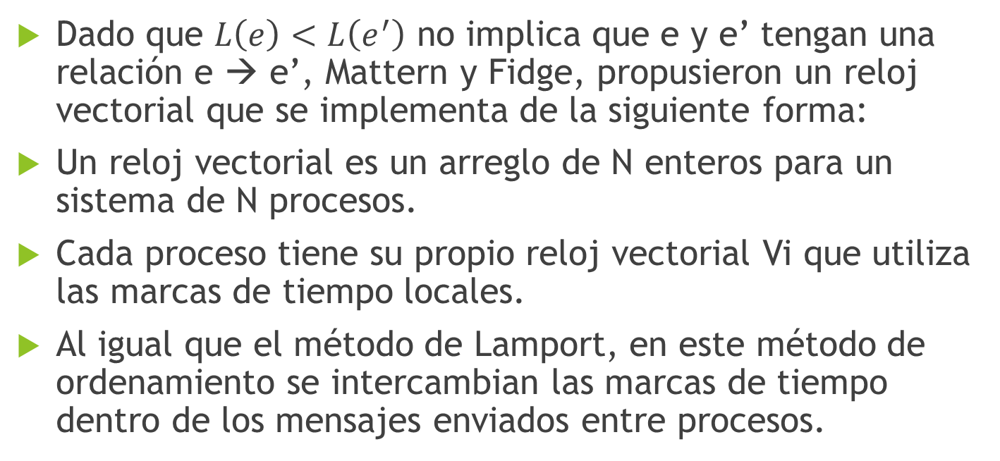 Dado que L(e) < L(e′) no implica que e y e’ tengan una
relación e → e’, Mattern y Fidge, propusieron un reloj
vectorial que se implementa de la siguiente forma:
Un reloj vectorial es un arreglo de N enteros para un
sistema de N procesos.
Cada proceso tiene su propio reloj vectorial Vi que utiliza
las marcas de tiempo locales.
Al igual que el método de Lamport, en este método de
ordenamiento se intercambian las marcas de tiempo
dentro de los mensajes enviados entre procesos.